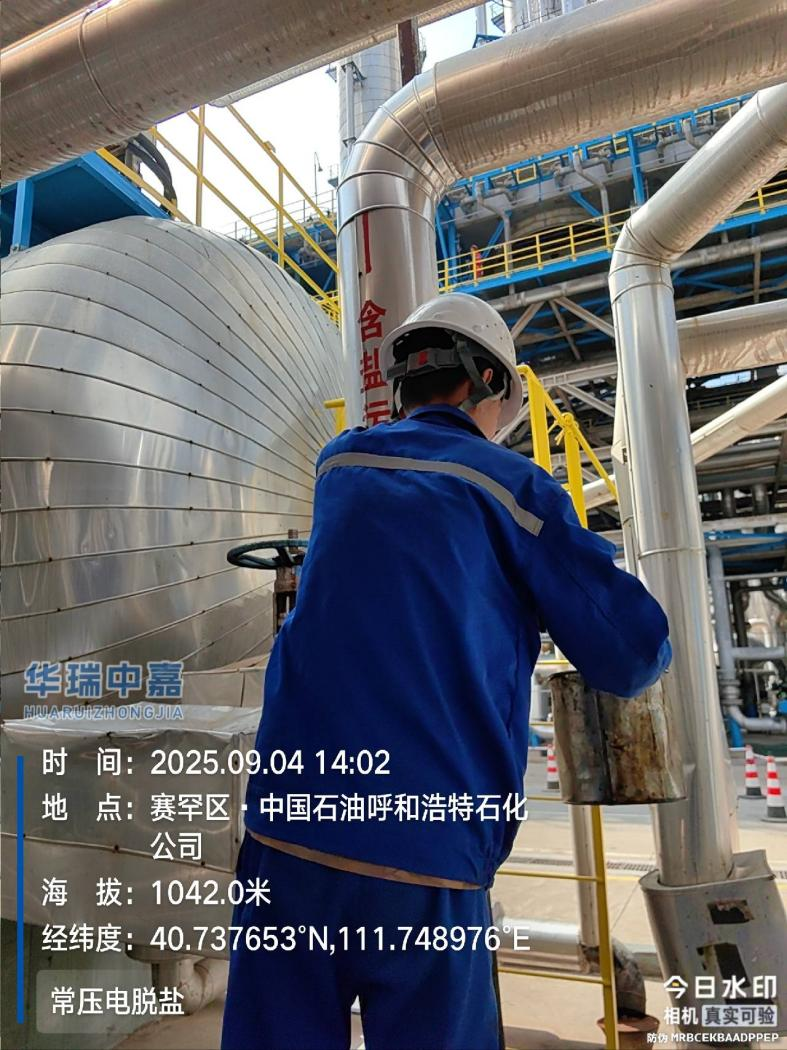 含
盐
华瑞中嘉
HUARUIZHONGJIA
时 间：2025.09.04 14:02
地 点：赛罕区·中国石油呼和浩特石化
公司
海 拔：1042.0米
经纬度：40.737653°N,111.748976°E
常压电脱盐
今日水印
相机 真实可验
防伪 MRBCEKBAADPPEP